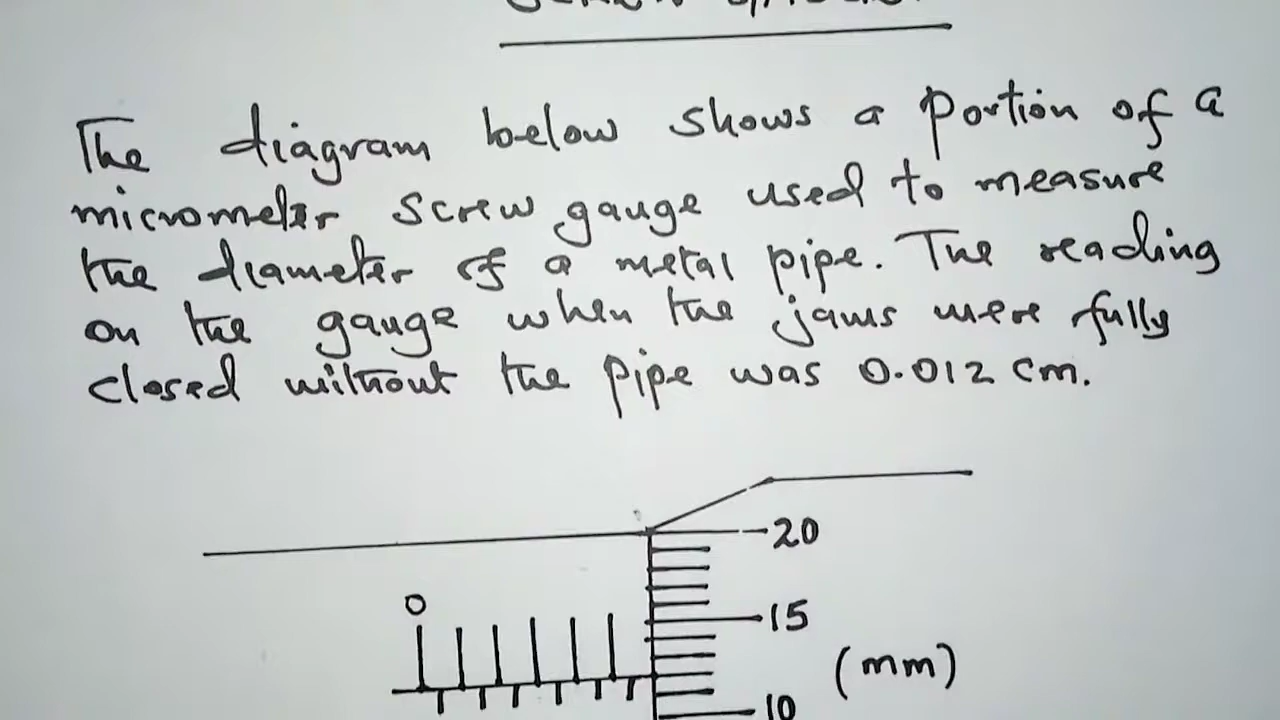 The diagram below shows a portion of a
micrometer screw gauge used to measure
the diameter of a metal pipe. The reading
on the gauge when the jaws were fully
closed without the pipe was 0.012 cm.
20
0
15
(mm)
10